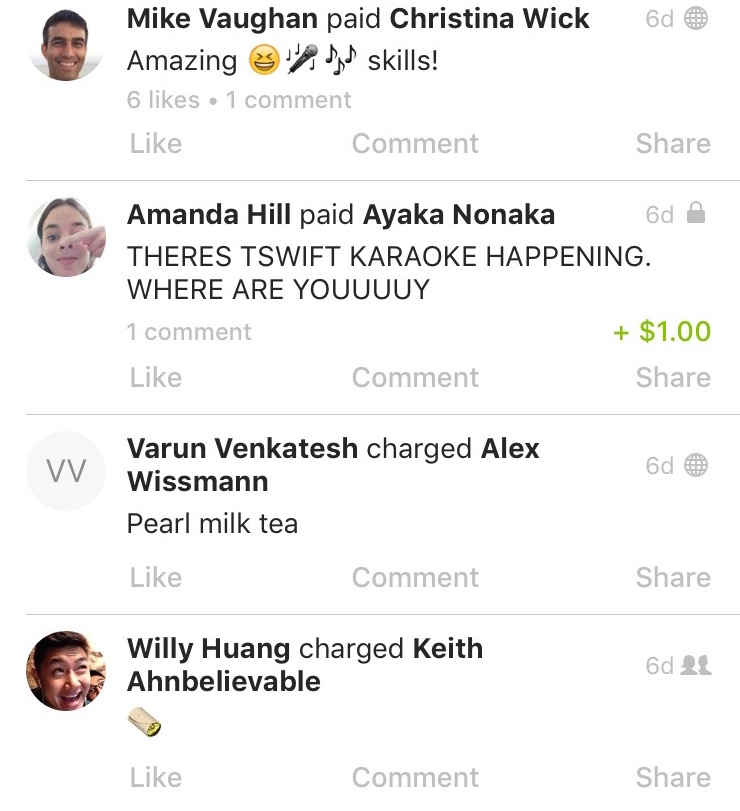 Mike Vaughan paid Christina Wick 6d
Amazing 😆🎤🎶 skills!
6 likes • 1 comment
Like Comment Share
Amanda Hill paid Ayaka Nonaka 6d
THERES TSWIFT KARAOKE HAPPENING.
WHERE ARE YOUUUUY
1 comment + $1.00
Like Comment Share
VV
Varun Venkatesh charged Alex 6d
Wissmann
Pearl milk tea
Like Comment Share
Willy Huang charged Keith 6d
Ahnbelievable
🌯
Like Comment Share